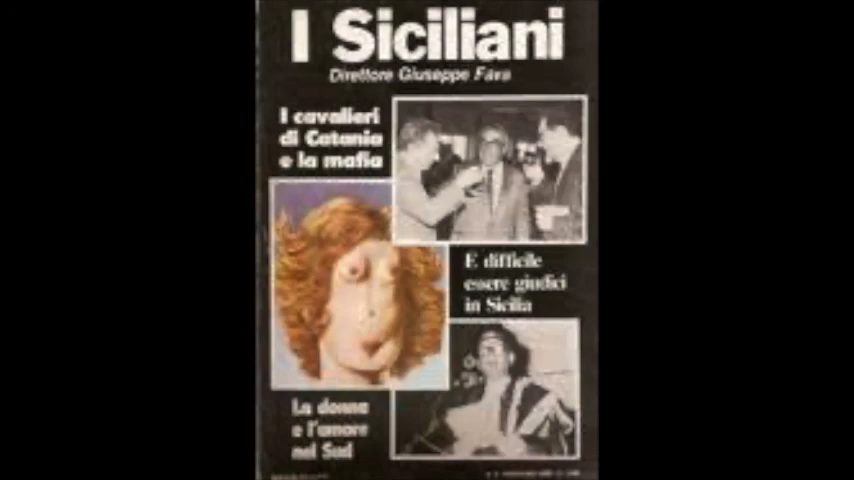 I Siciliani
Direttore Giuseppe Fava
I cavalieri
di Catania
e la mafia
E difficile
essere giudici
in Sicilia
La donna
e l'amore
nel Sud